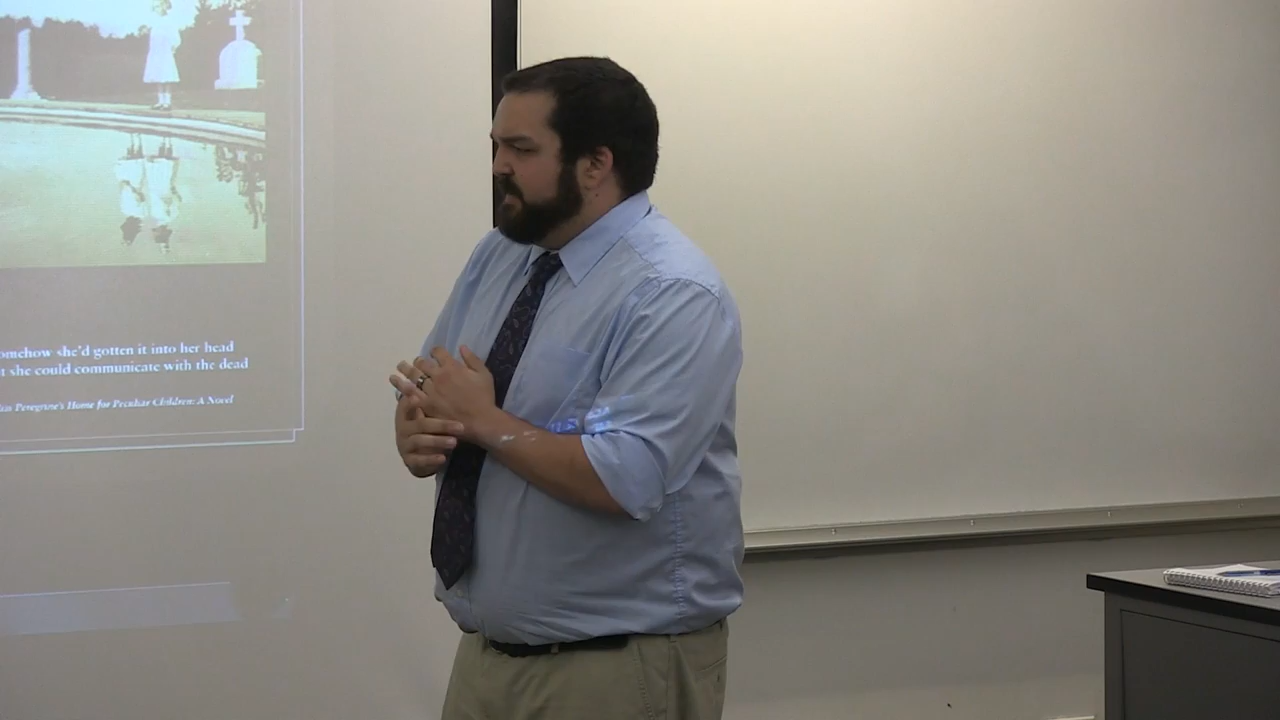 omehow she'd gotten it into her head
t she could communicate with the dead
Peregrine's Home for Peculiar Children: A Novel